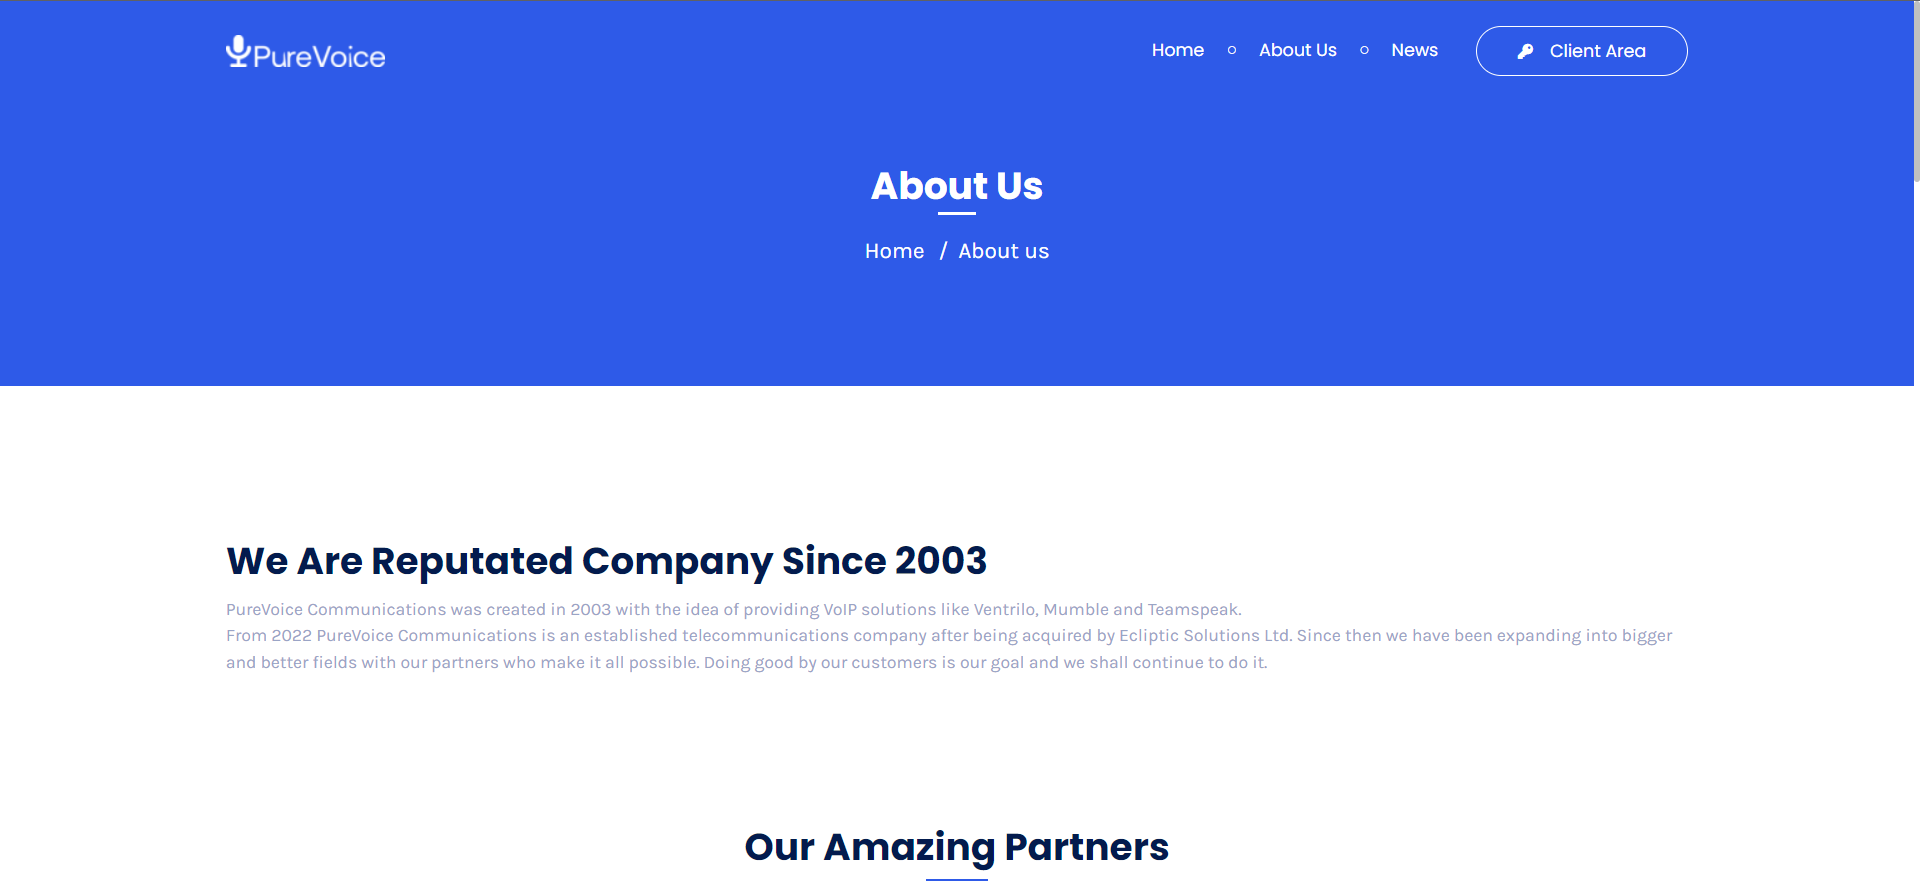 PureVoice
Home
About Us
News
Client Area
About Us
Home / About us
We Are Reputated Company Since 2003
PureVoice Communications was created in 2003 with the idea of providing VoIP solutions like Ventrilo, Mumble and Teamspeak.
From 2022 PureVoice Communications is an established telecommunications company after being acquired by Ecliptic Solutions Ltd. Since then we have been expanding into bigger
and better fields with our partners who make it all possible. Doing good by our customers is our goal and we shall continue to do it.
Our Amazing Partners